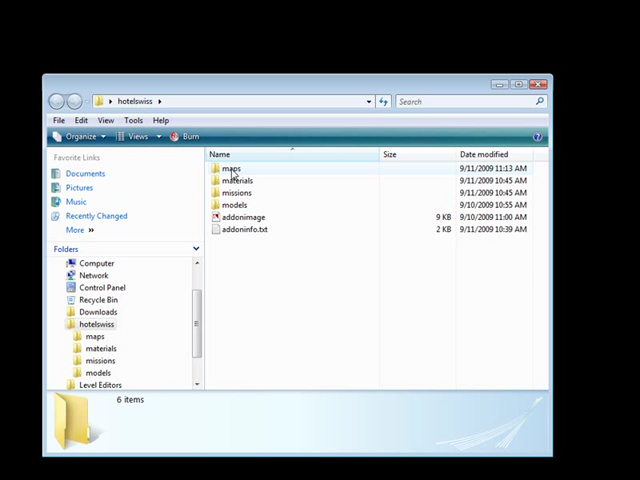 hotelswiss
Search
File Edit View Tools Help
Organize Views Burn
Favorite Links
Documents
Pictures
Music
Recently Changed
More »
Folders
Computer
Network
Control Panel
Recycle Bin
Downloads
hotelswiss
maps
materials
missions
models
Level Editors
Name Size Date modified
maps 9/11/2009 11:13 AM
materials 9/11/2009 10:45 AM
missions 9/11/2009 10:45 AM
models 9/10/2009 10:55 AM
addonimage 9 KB 9/10/2009 11:00 AM
addoninfo.txt 2 KB 9/11/2009 10:39 AM
6 items